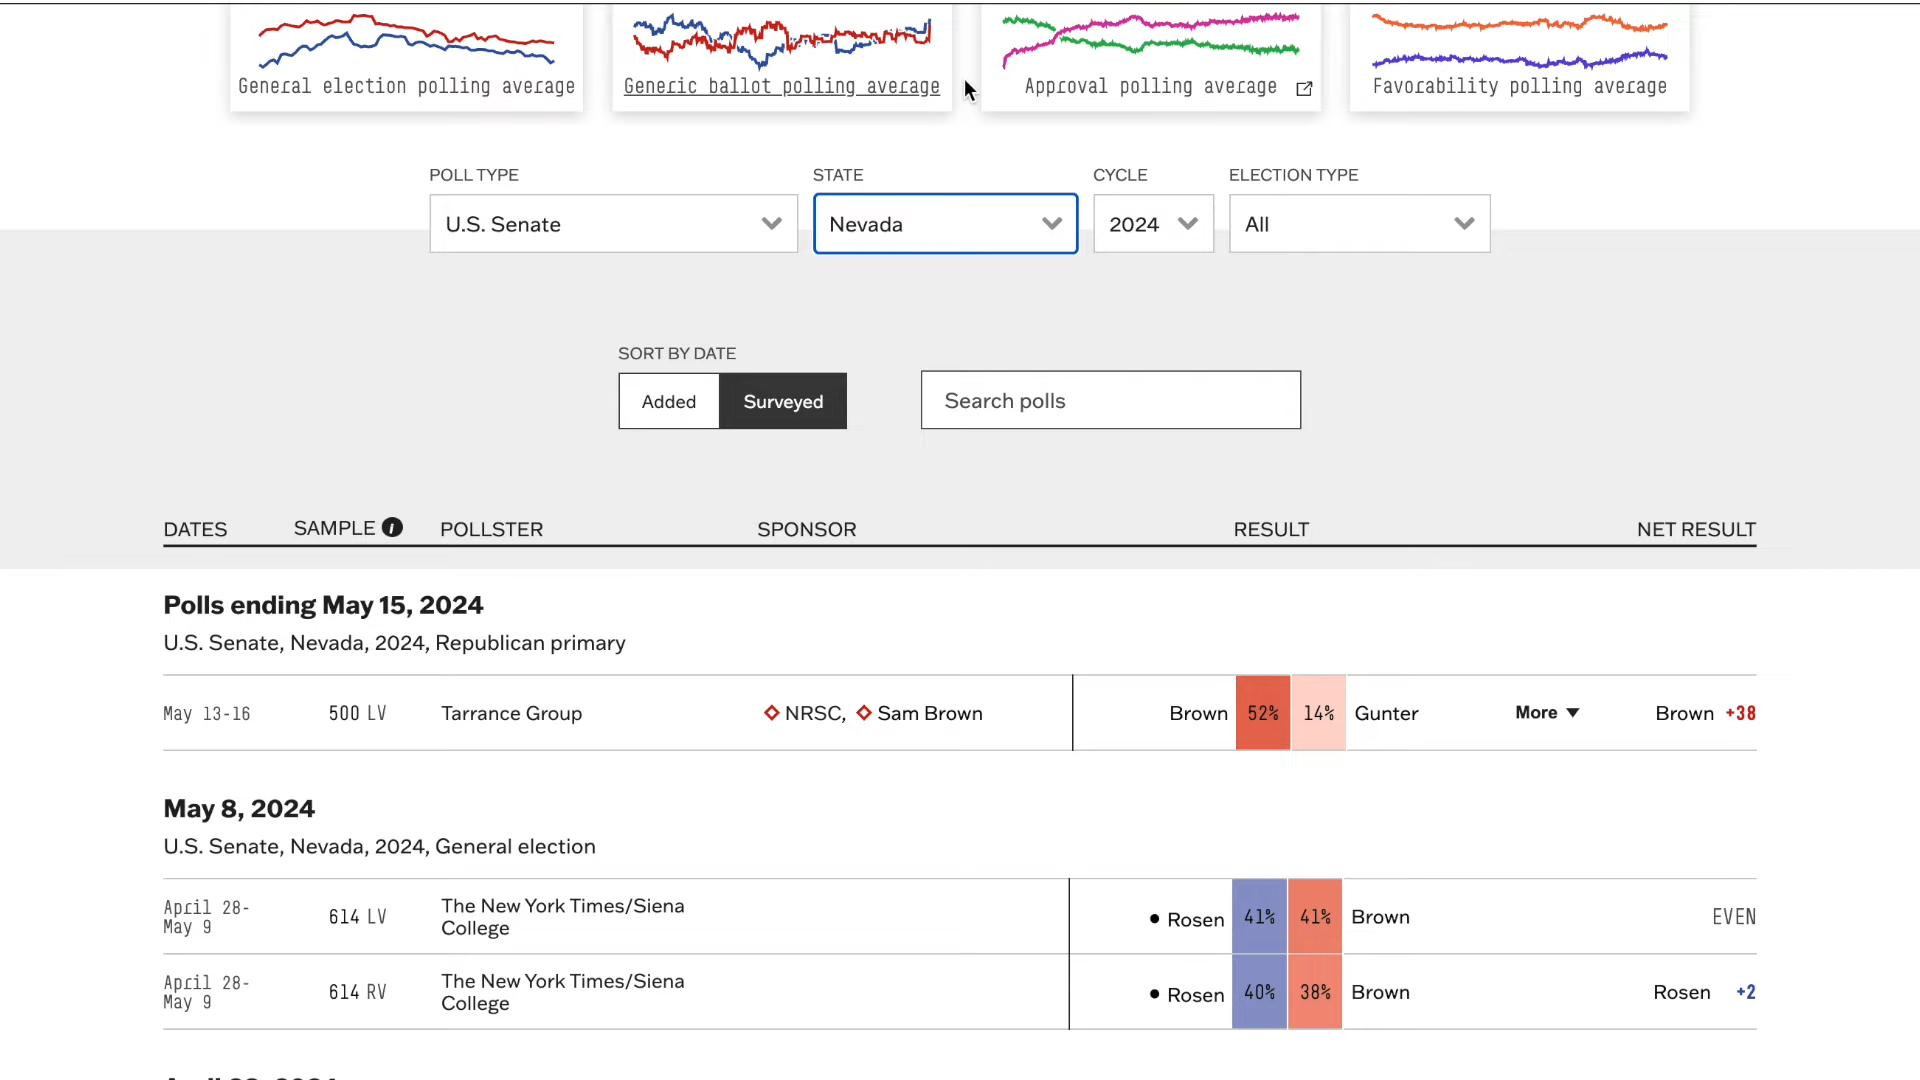 General election polling average
Generic ballot polling average
Approval polling average
Favorability polling average
POLL TYPE
STATE
CYCLE
ELECTION TYPE
U.S. Senate
Nevada
2024
All
SORT BY DATE
Added
Surveyed
Search polls
DATES
SAMPLE
POLLSTER
SPONSOR
RESULT
NET RESULT
Polls ending May 15, 2024
U.S. Senate, Nevada, 2024, Republican primary
May 13-16
500 LV
Tarrance Group
NRSC, Sam Brown
Brown
52%
14%
Gunter
More ▼
Brown +38
May 8, 2024
U.S. Senate, Nevada, 2024, General election
April 28-
May 9
614 LV
The New York Times/Siena
College
● Rosen
41%
41%
Brown
EVEN
April 28-
May 9
614 RV
The New York Times/Siena
College
● Rosen
40%
38%
Brown
Rosen +2